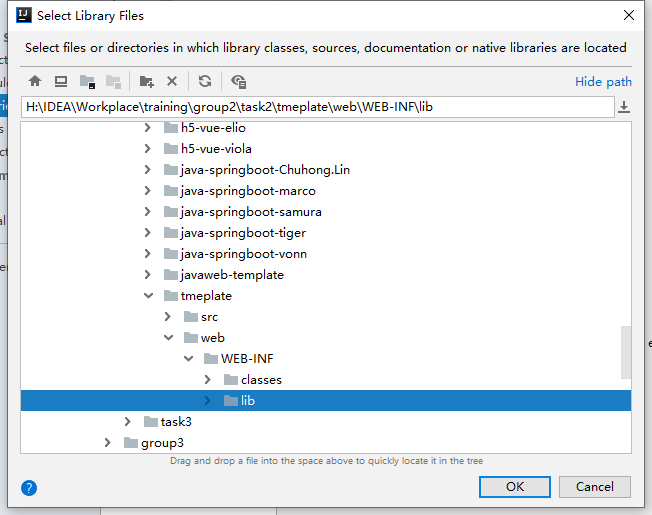 Select Library Files
Select files or directories in which library classes, sources, documentation or native libraries are located
Hide path
H:\IDEA\Workplace\training\group2\task2\tmeplate\web\WEB-INF\lib
h5-vue-elio
h5-vue-viola
java-springboot-Chuhong.Lin
java-springboot-marco
java-springboot-samura
java-springboot-tiger
java-springboot-vonn
javaweb-template
tmeplate
src
web
WEB-INF
classes
lib
task3
group3
Drag and drop a file into the space above to quickly locate it in the tree
?
OK
Cancel